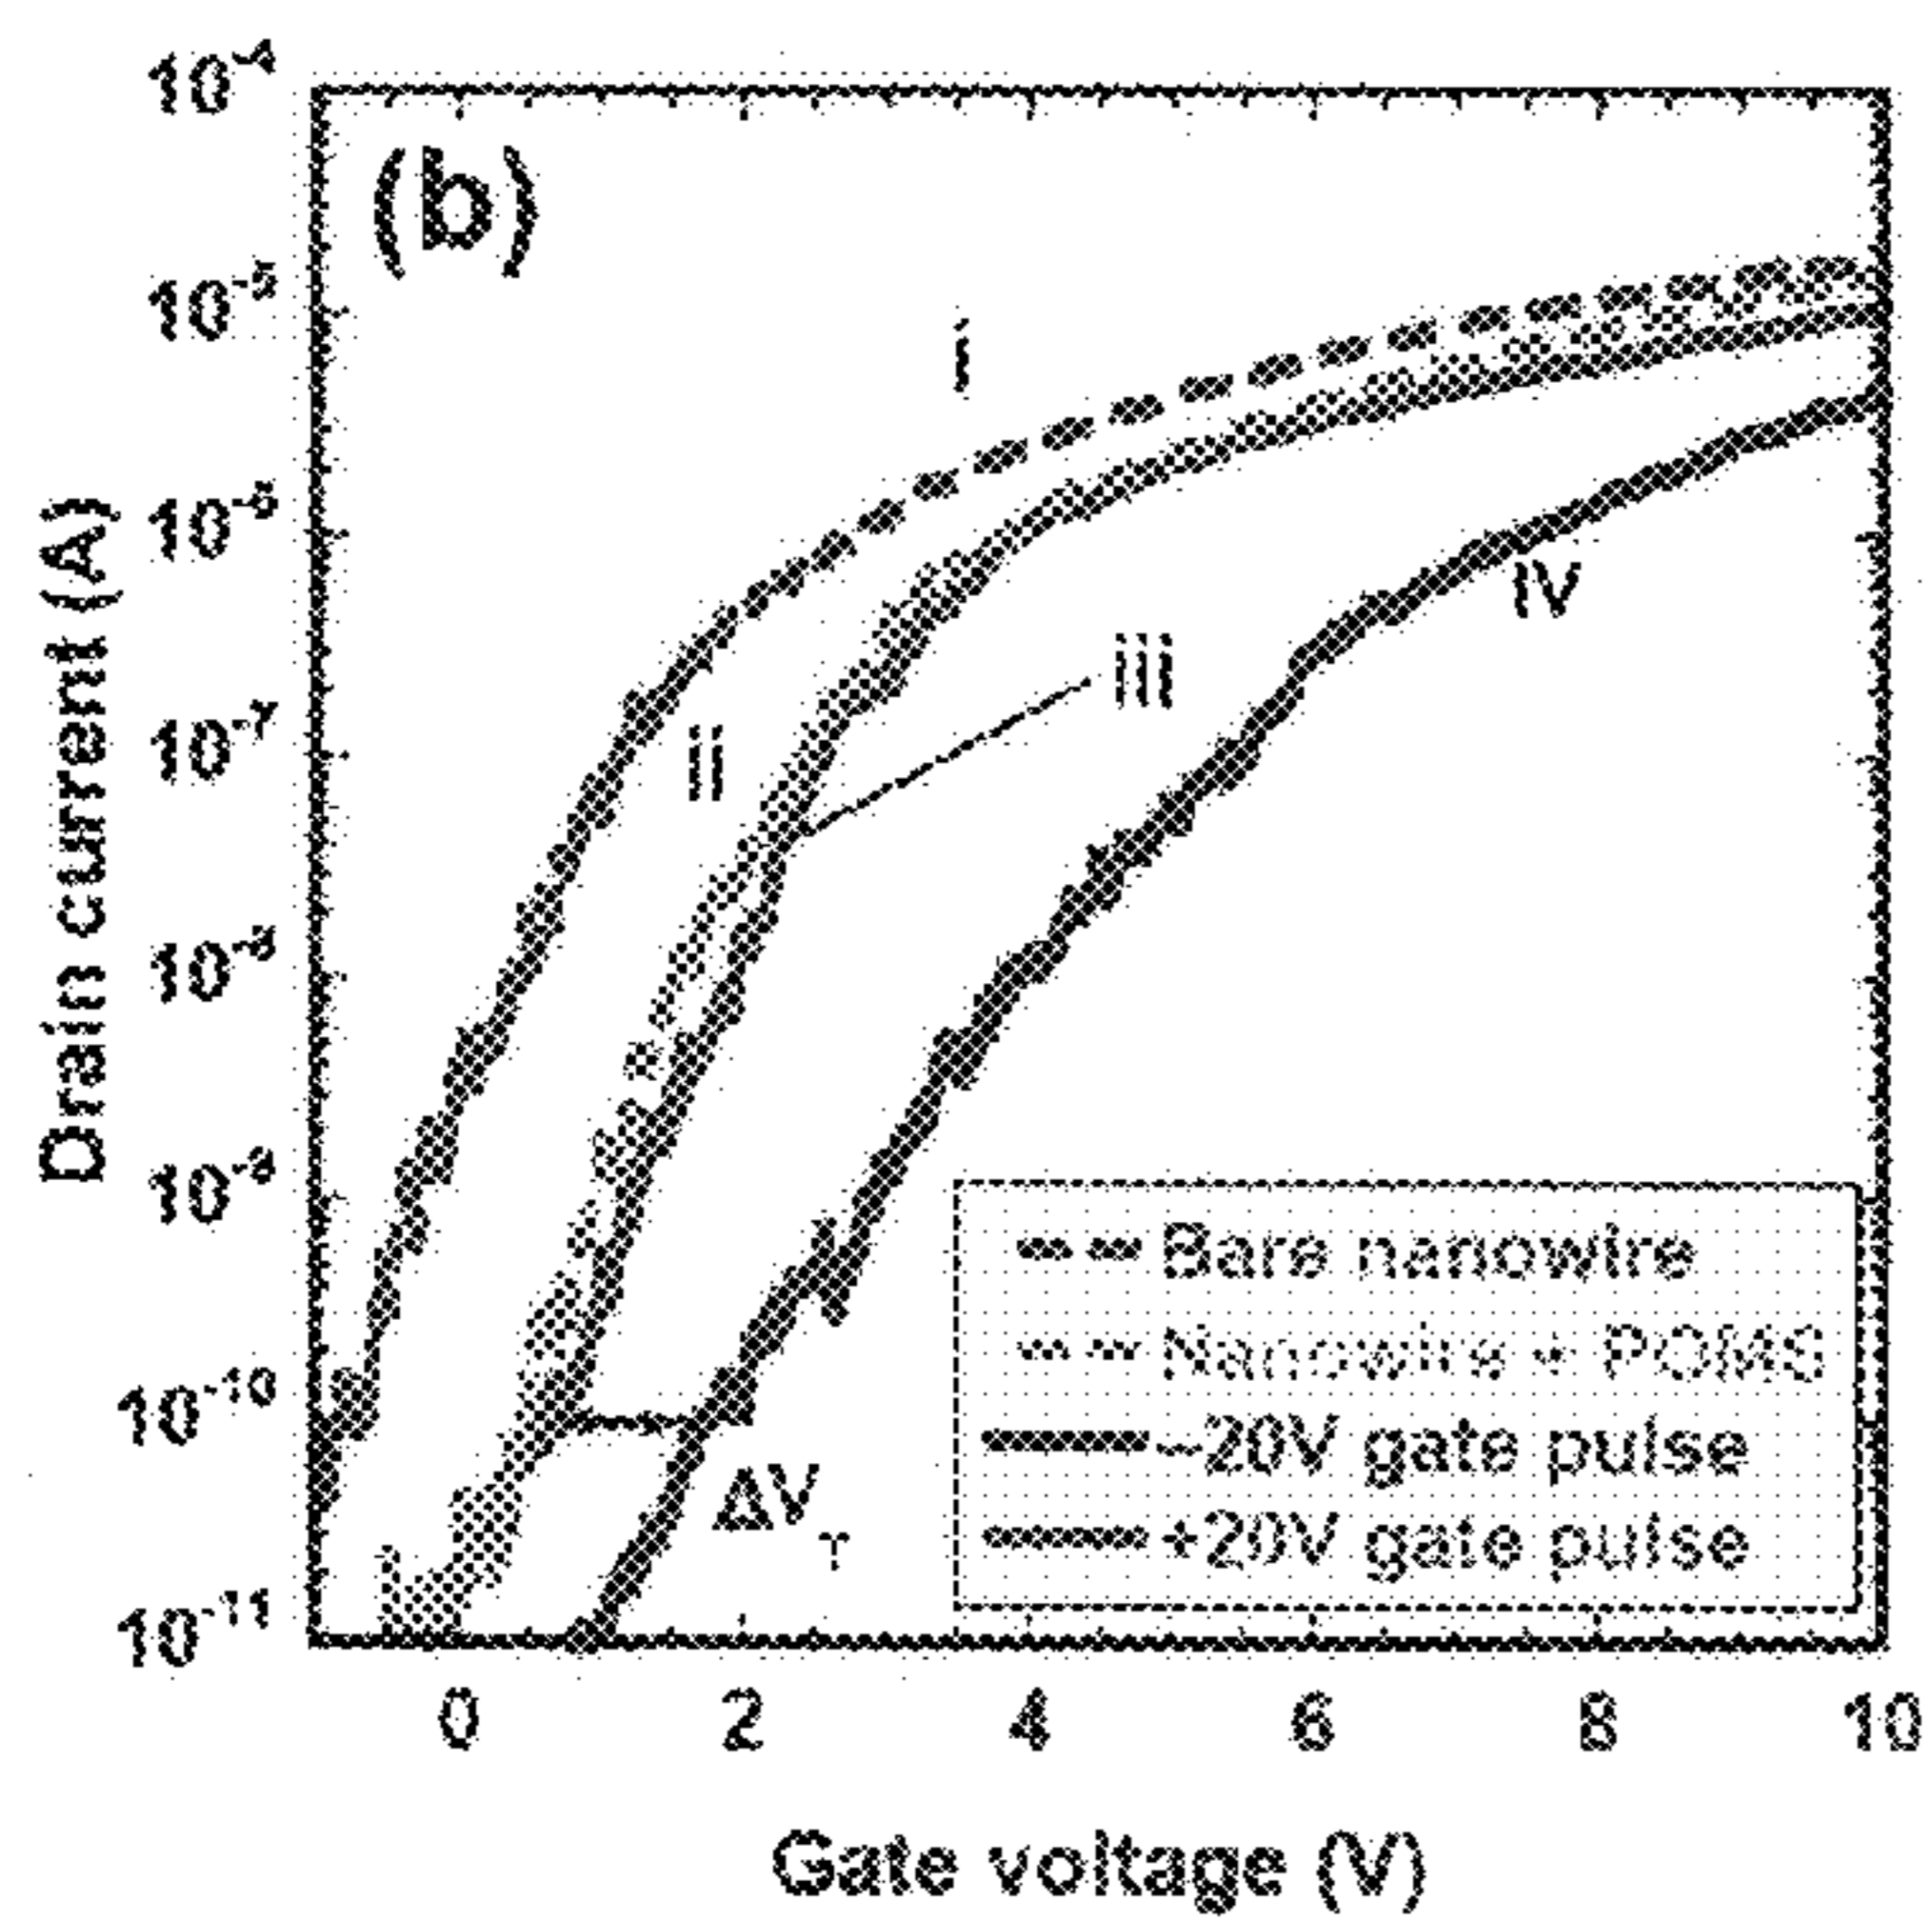 (b)
10-4
10-5
10-6
10-7
10-8
10-9
10-10
10-11
Drain current (A)
i
ii
iii
iv
ΔVT
Bare nanowire
Nanowire + POMS
–20V gate pulse
+20V gate pulse
0 2 4 6 8 10
Gate voltage (V)